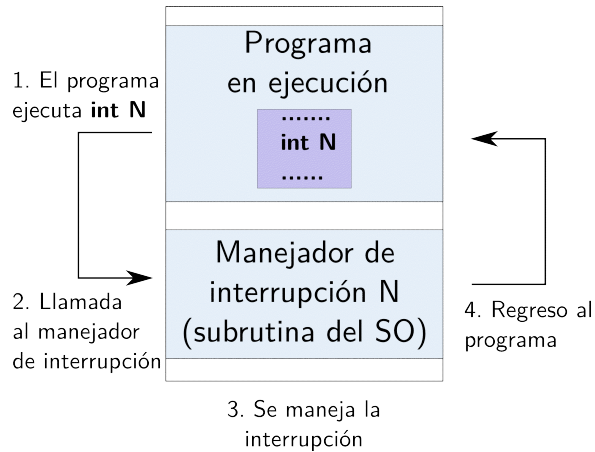 Programa
en ejecución
.......
int N
......
1. El programa
ejecuta int N
2. Llamada
al manejador
de interrupción
Manejador de
interrupción N
(subrutina del SO)
3. Se maneja la
interrupción
4. Regreso al
programa